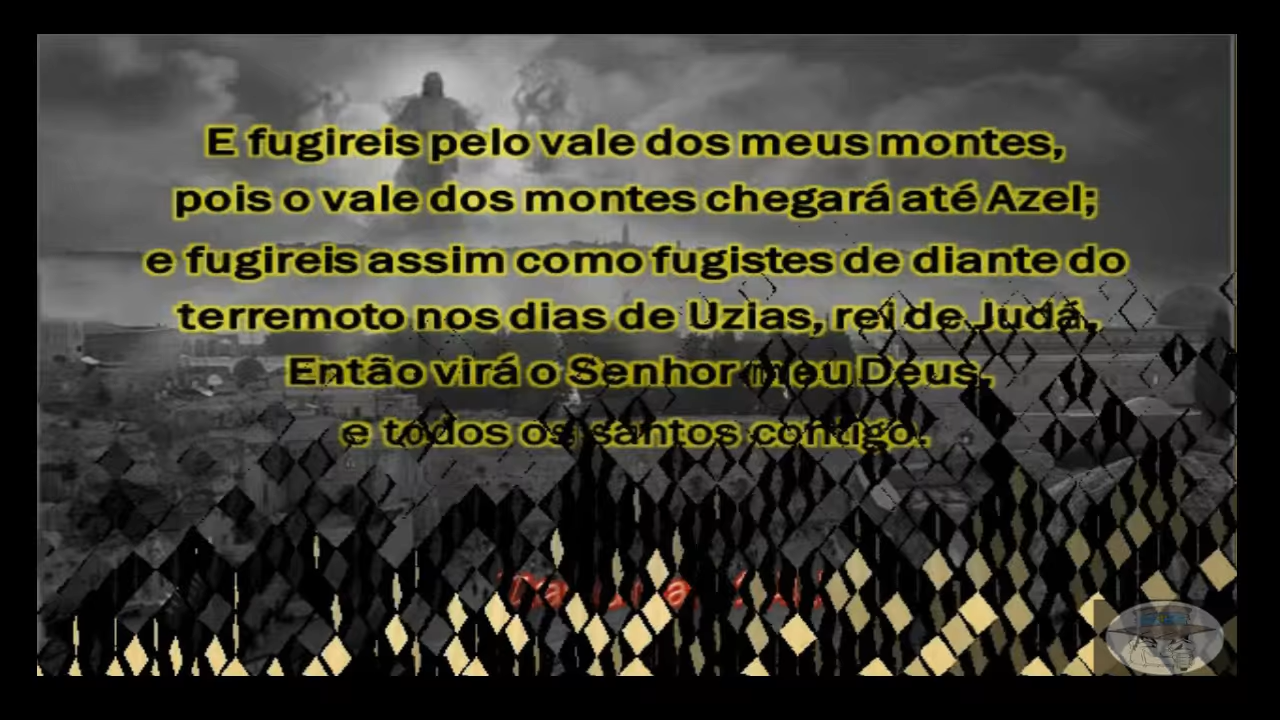 E fugireis pelo vale dos meus montes,
pois o vale dos montes chegará até Azel;
e fugireis assim como fugistes de diante do
terremoto nos dias de Uzias, rei de Judá.
Então virá o Senhor meu Deus,
e todos os santos contigo.